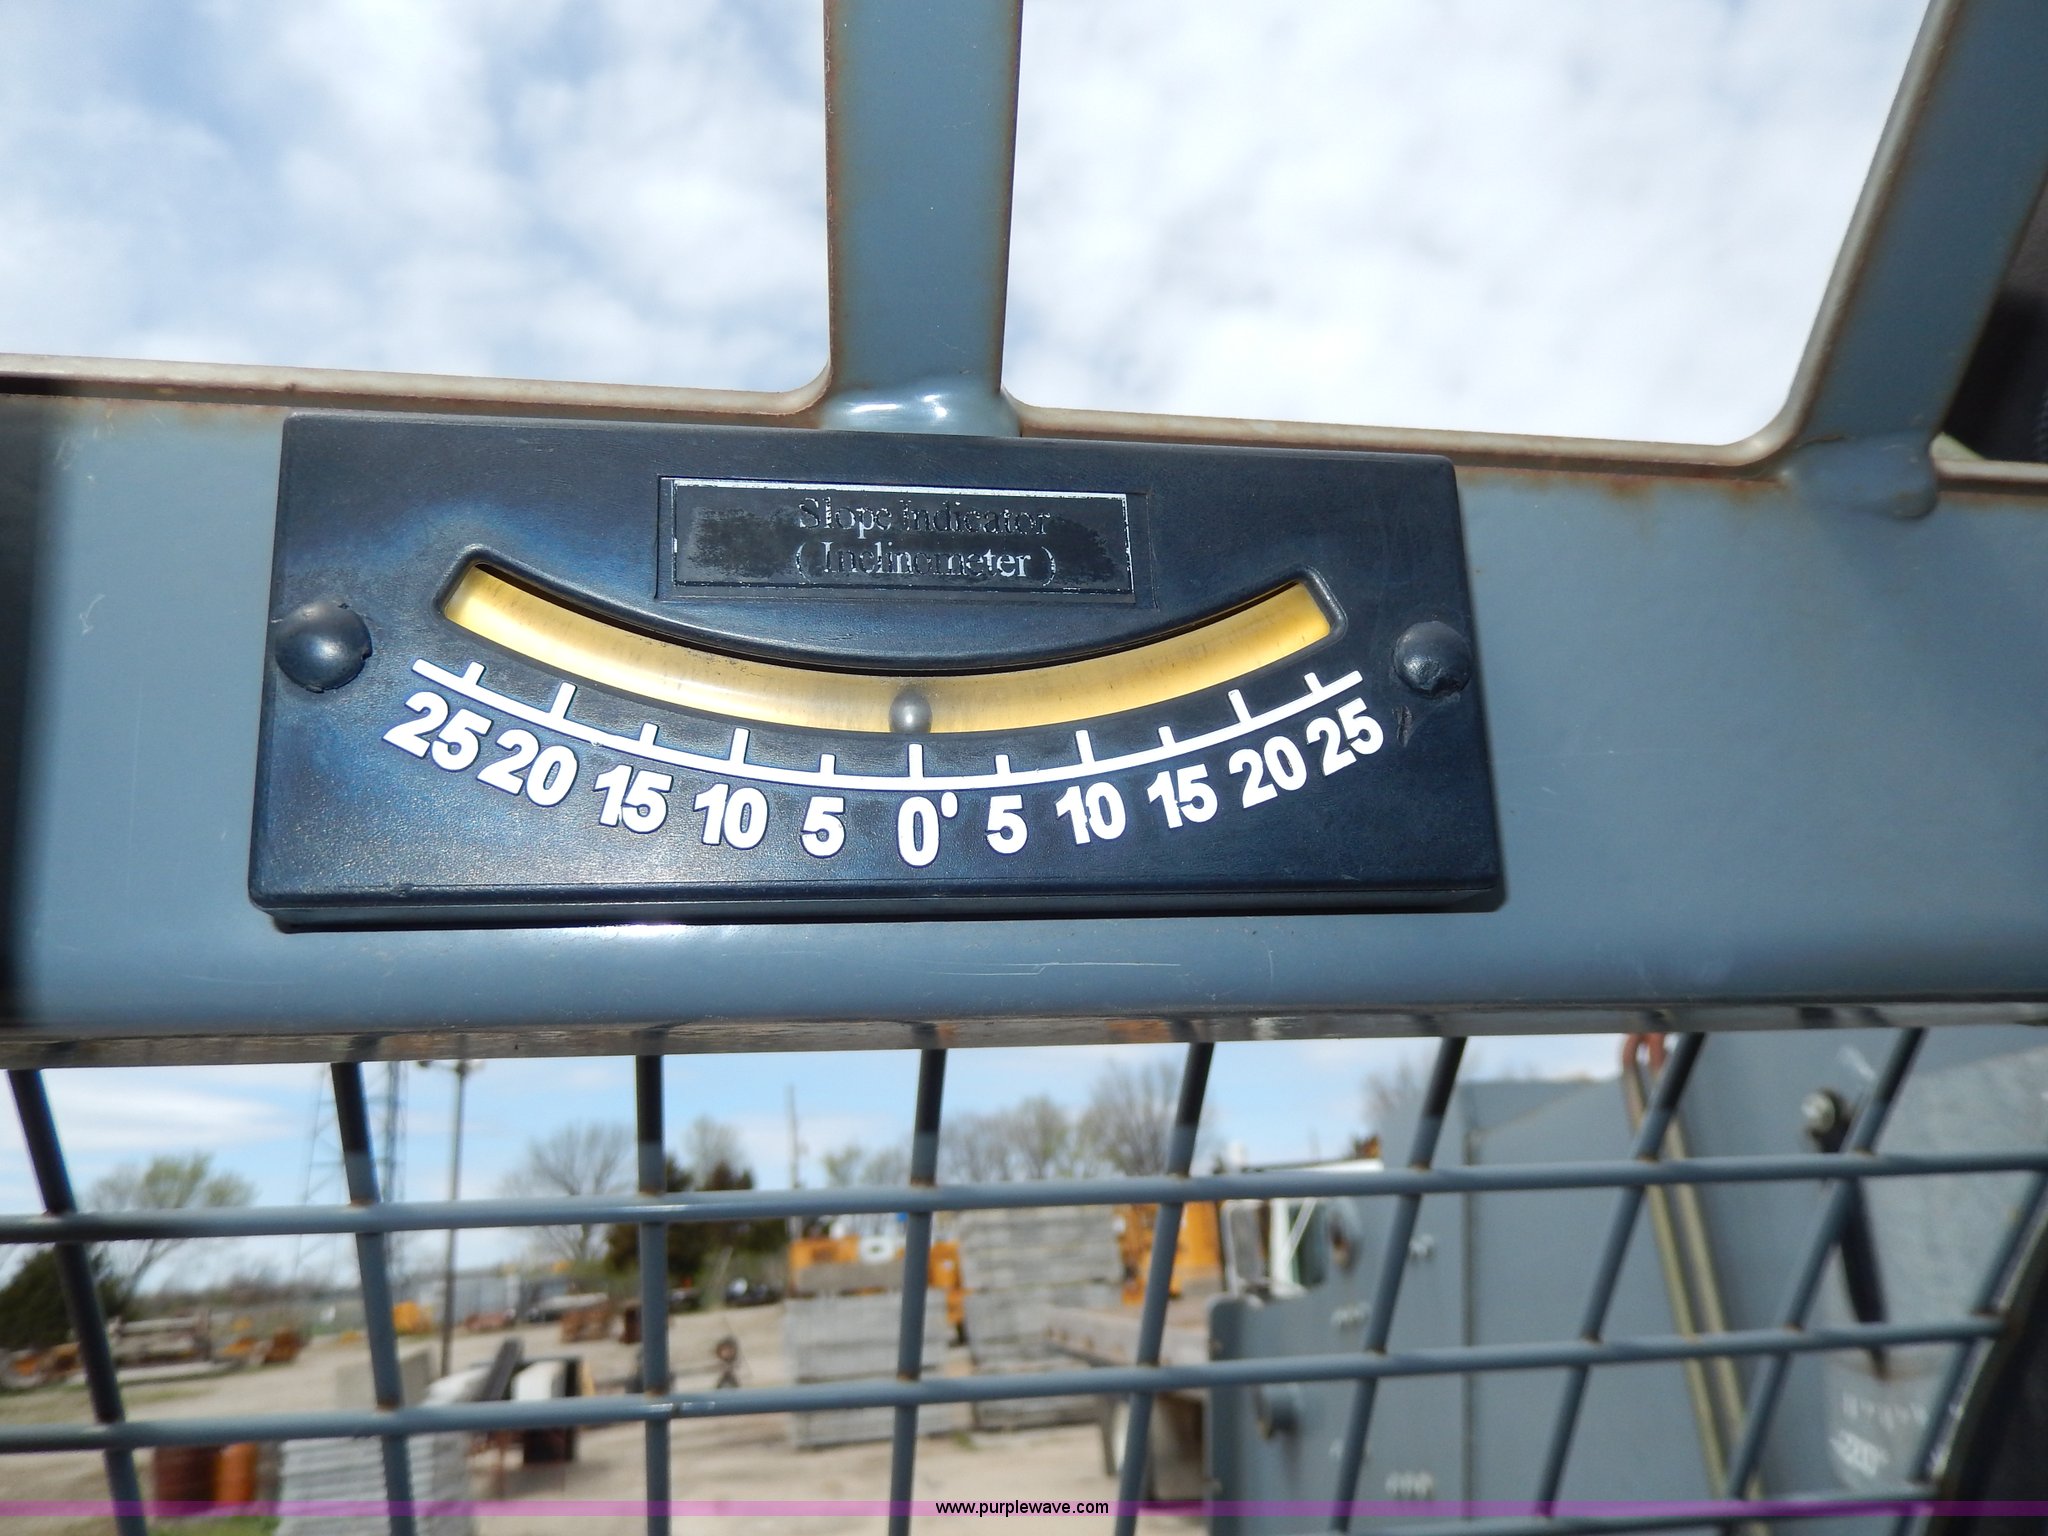 Slope Indicator
( Inclinometer )
25 20 15 10 5 0° 5 10 15 20 25
www.purplewave.com